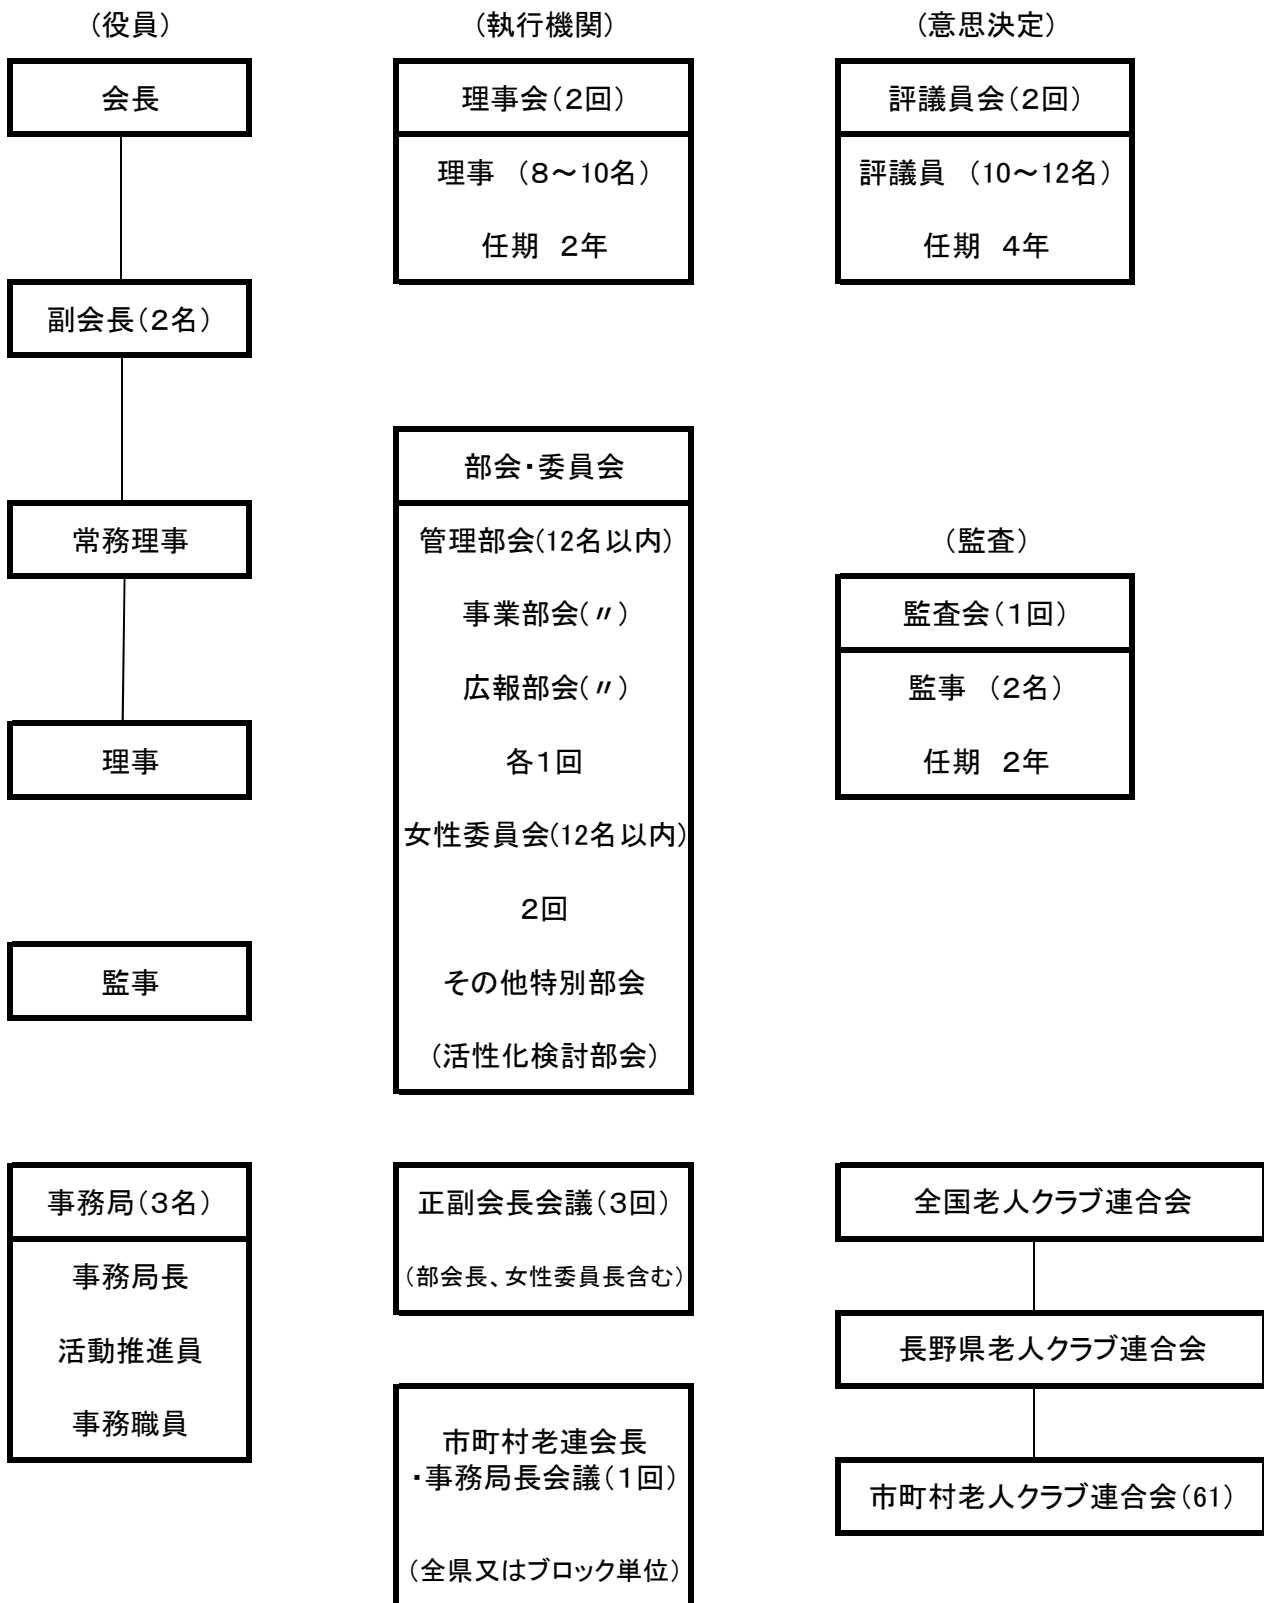 （役員）
会長
副会長（２名）
常務理事
理事
監事
事務局（３名）
事務局長
活動推進員
事務職員
（執行機関）
理事会（２回）
理事　（８～10名）
任期　２年
部会・委員会
管理部会(12名以内)
事業部会(〃)
広報部会(〃)
各１回
女性委員会(12名以内)
２回
その他特別部会
(活性化検討部会)
正副会長会議（３回）
（部会長、女性委員長含む）
市町村老連会長
・事務局長会議（１回）
（全県又はブロック単位）
（意思決定）
評議員会（２回）
評議員　（10～12名）
任期　４年
（監査）
監査会（１回）
監事　（２名）
任期　２年
全国老人クラブ連合会
長野県老人クラブ連合会
市町村老人クラブ連合会（61）